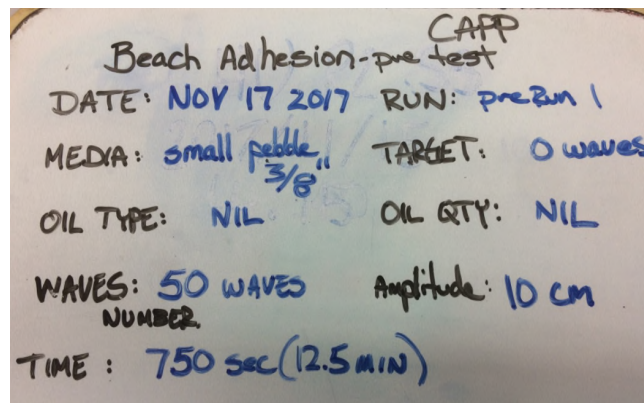 CAPP
Beach Adhesion-pre test
DATE: NOV 17 2017 RUN: preRun 1
MEDIA: small pebble TARGET: 0 waves
3/8"
OIL TYPE: NIL OIL QTY: NIL
WAVES: 50 WAVES Amplitude: 10 CM
NUMBER
TIME: 750 sec (12.5 MIN)